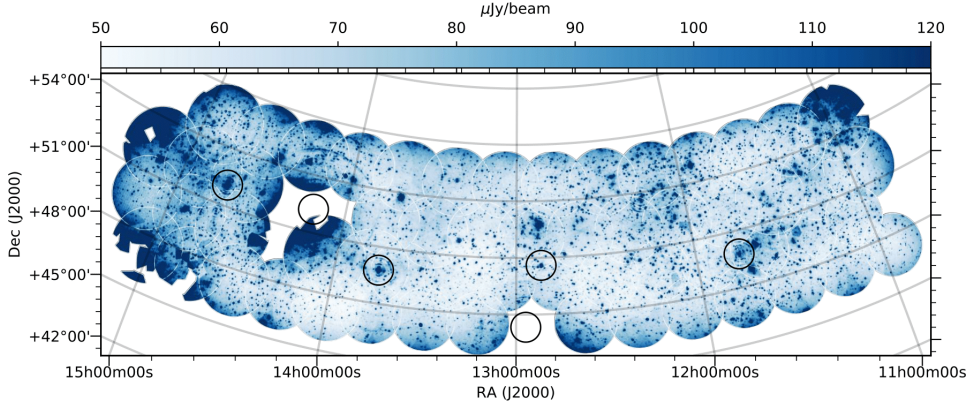 μJy/beam
50 60 70 80 90 100 110 120
+54°00'
+51°00'
+48°00'
+45°00'
+42°00'
Dec (J2000)
15h00m00s 14h00m00s 13h00m00s 12h00m00s 11h00m00s
RA (J2000)